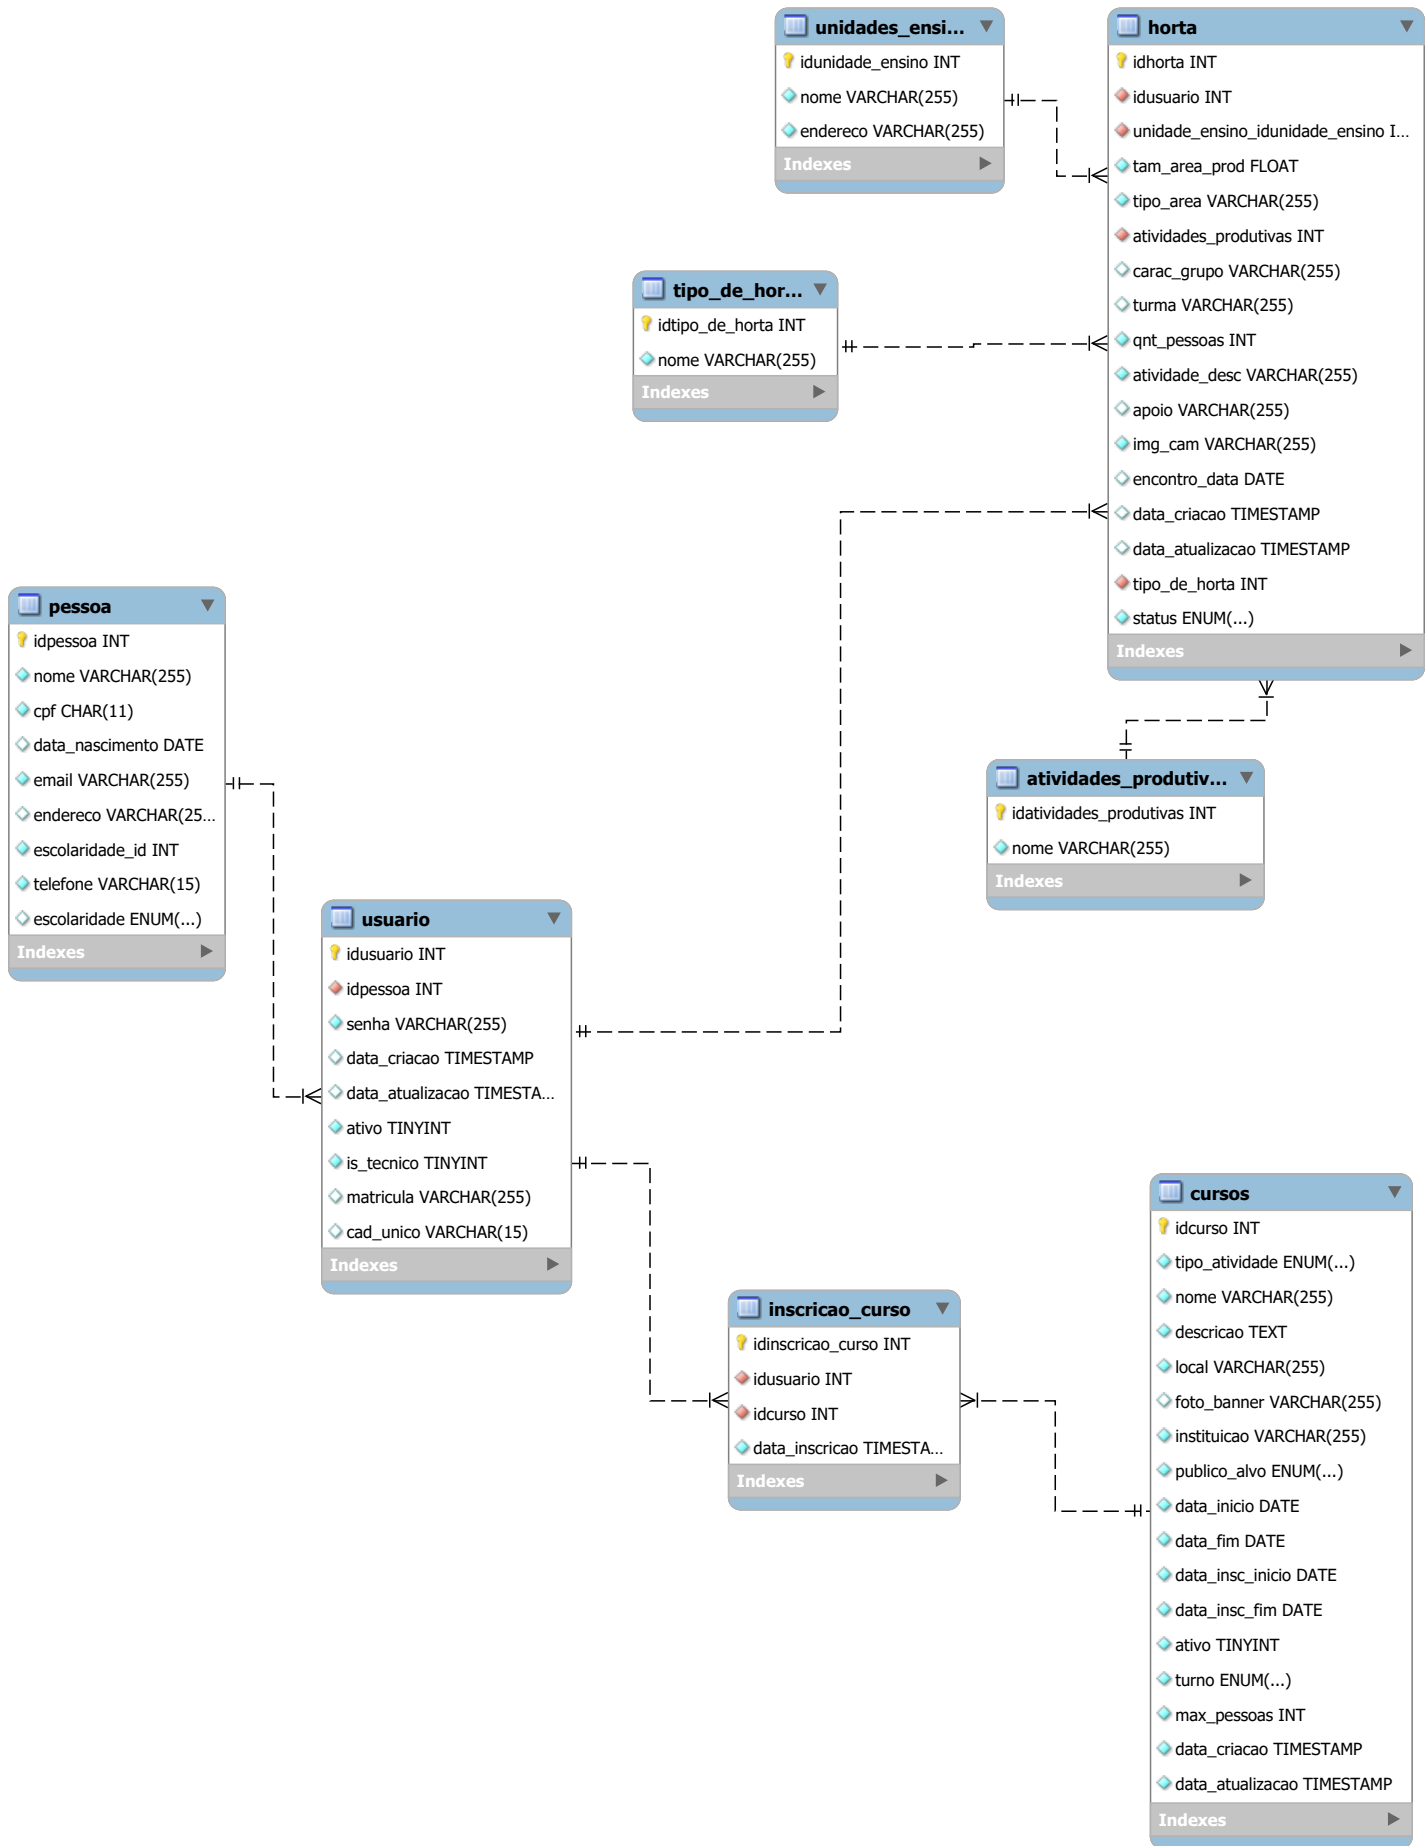 unidades_ensi...
idunidade_ensino INT
nome VARCHAR(255)
endereco VARCHAR(255)
Indexes
horta
idhorta INT
idusuario INT
unidade_ensino_idunidade_ensino I...
tam_area_prod FLOAT
tipo_area VARCHAR(255)
atividades_produtivas INT
carac_grupo VARCHAR(255)
turma VARCHAR(255)
qnt_pessoas INT
atividade_desc VARCHAR(255)
apoio VARCHAR(255)
img_cam VARCHAR(255)
encontro_data DATE
data_criacao TIMESTAMP
data_atualizacao TIMESTAMP
tipo_de_horta INT
status ENUM(...)
Indexes
tipo_de_hor...
idtipo_de_horta INT
nome VARCHAR(255)
Indexes
pessoa
idpessoa INT
nome VARCHAR(255)
cpf CHAR(11)
data_nascimento DATE
email VARCHAR(255)
endereco VARCHAR(25...
escolaridade_id INT
telefone VARCHAR(15)
escolaridade ENUM(...)
Indexes
atividades_produtiv...
idatividades_produtivas INT
nome VARCHAR(255)
Indexes
usuario
idusuario INT
idpessoa INT
senha VARCHAR(255)
data_criacao TIMESTAMP
data_atualizacao TIMESTA...
ativo TINYINT
is_tecnico TINYINT
matricula VARCHAR(255)
cad_unico VARCHAR(15)
Indexes
inscricao_curso
idinscricao_curso INT
idusuario INT
idcurso INT
data_inscricao TIMESTA...
Indexes
cursos
idcurso INT
tipo_atividade ENUM(...)
nome VARCHAR(255)
descricao TEXT
local VARCHAR(255)
foto_banner VARCHAR(255)
instituicao VARCHAR(255)
publico_alvo ENUM(...)
data_inicio DATE
data_fim DATE
data_insc_inicio DATE
data_insc_fim DATE
ativo TINYINT
turno ENUM(...)
max_pessoas INT
data_criacao TIMESTAMP
data_atualizacao TIMESTAMP
Indexes